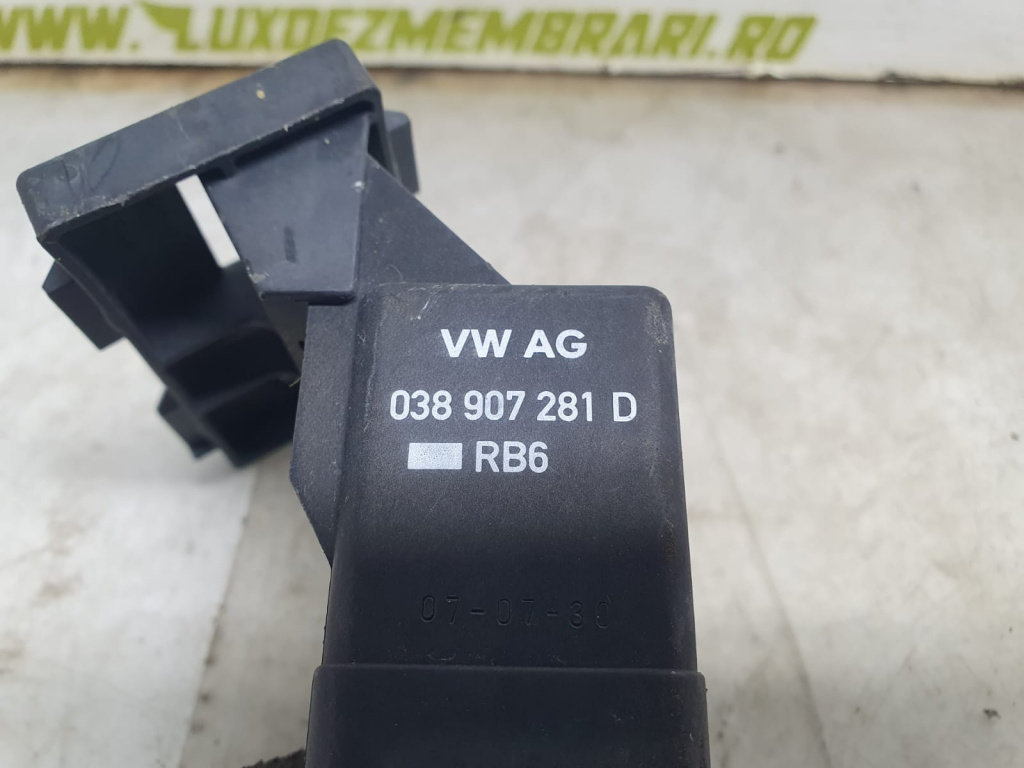 WWW.LUXDEZMEMBRARI.RO
VW AG
038 907 281 D
RB6
07-07-30